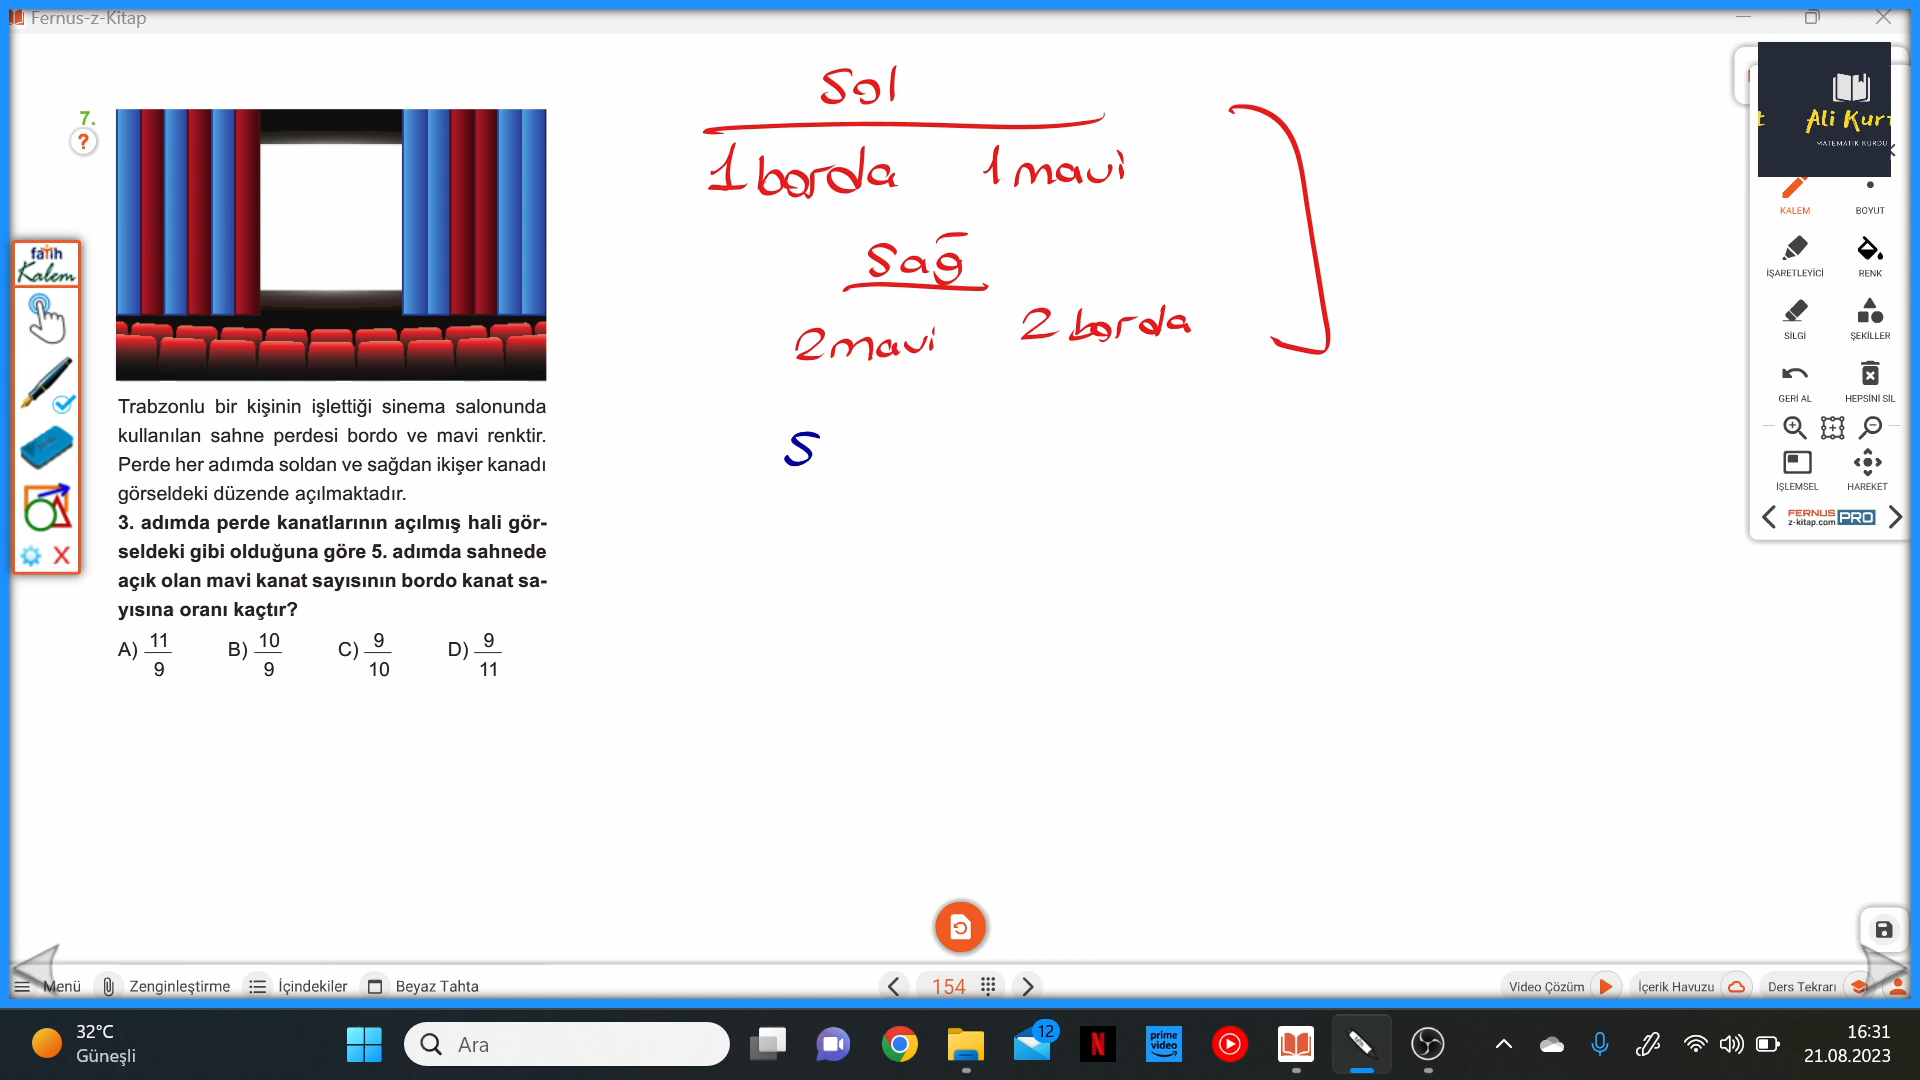 Fernus-z-Kitap
7.
?
Sol
1 borda 1 mavi
Sağ
2 mavi 2 borda
S
Trabzonlu bir kişinin işlettiği sinema salonunda
kullanılan sahne perdesi bordo ve mavi renktir.
Perde her adımda soldan ve sağdan ikişer kanadı
görseldeki düzende açılmaktadır.
3. adımda perde kanatlarının açılmış hali gör-
seldeki gibi olduğuna göre 5. adımda sahnede
açık olan mavi kanat sayısının bordo kanat sa-
yısına oranı kaçtır?
A) 11/9 B) 10/9 C) 9/10 D) 9/11
fatih
Kalem
Ali Kurt
MATEMATİK KURDU
KALEM BOYUT
İŞARETLEYİCİ RENK
SİLGİ ŞEKİLLER
GERİ AL HEPSİNİ SİL
İŞLEMSEL HAREKET
FERNUS
z-kitap.com PRO
Menü Zenginleştirme İçindekiler Beyaz Tahta 154 Video Çözüm İçerik Havuzu Ders Tekrarı
32°C
Güneşli
Ara
12
N
prime
video
16:31
21.08.2023